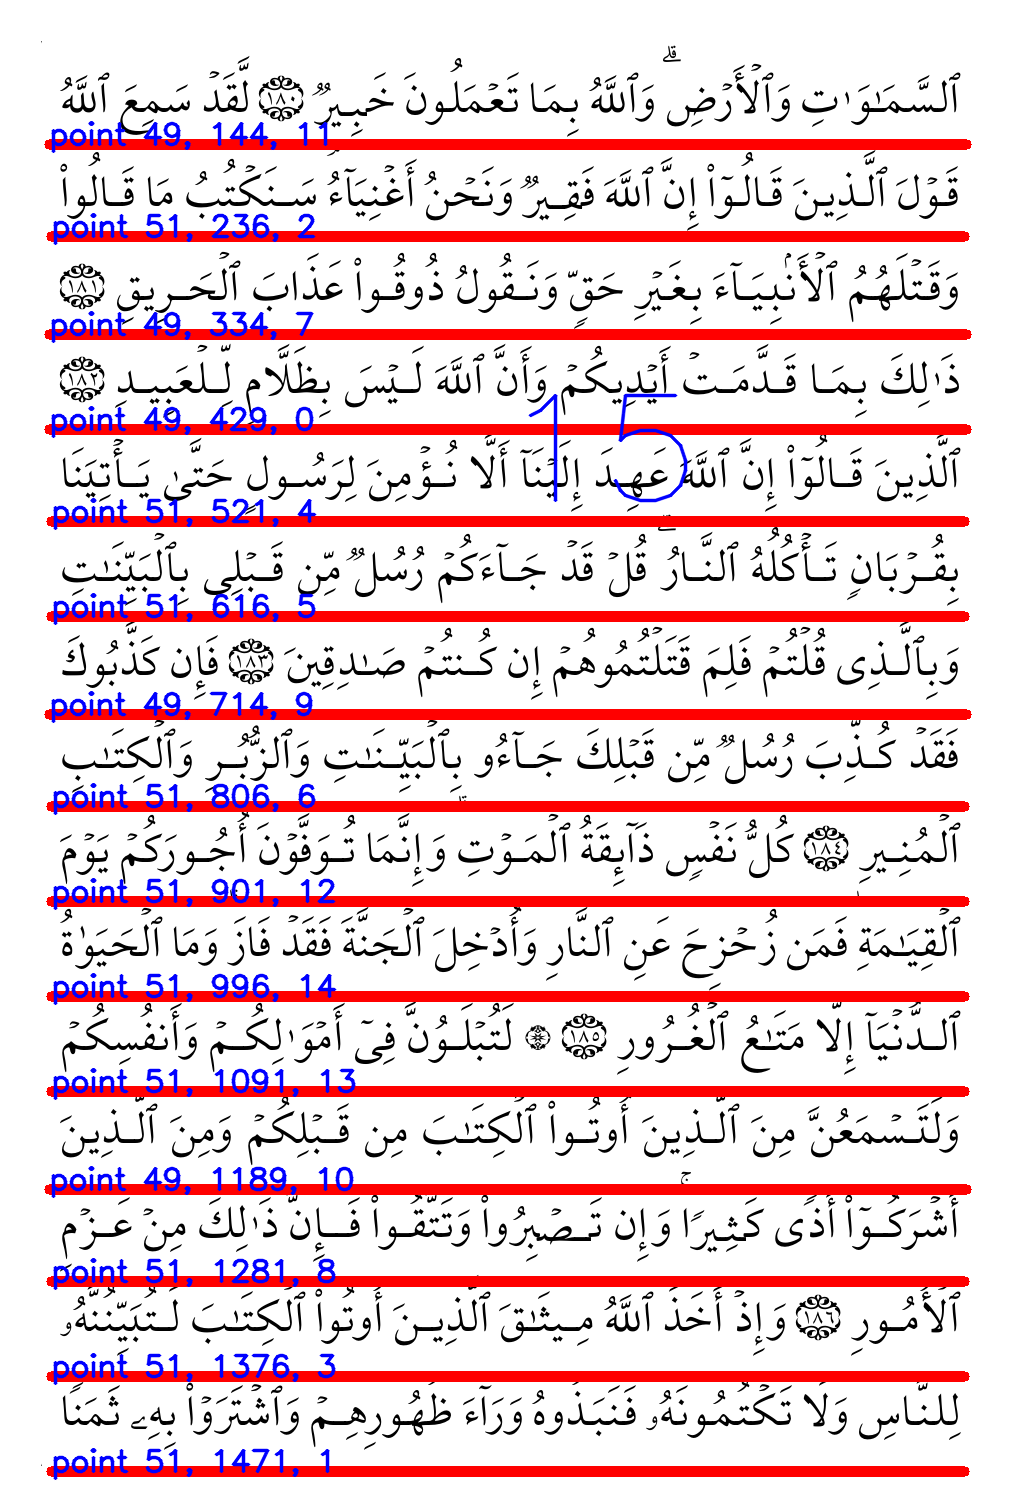 ٱلسَّمَـٰوَٰتِ وَٱلْأَرْضِ ۗ وَٱللَّهُ بِمَا تَعْمَلُونَ خَبِيرٌ ١٨٠ لَّقَدْ سَمِعَ ٱللَّهُ
point 49, 144, 11
قَوْلَ ٱلَّذِينَ قَالُوٓا۟ إِنَّ ٱللَّهَ فَقِيرٌ وَنَحْنُ أَغْنِيَآءُ ۘ سَنَكْتُبُ مَا قَالُوا۟
point 51, 236, 2
وَقَتْلَهُمُ ٱلْأَنۢبِيَآءَ بِغَيْرِ حَقٍّ وَنَقُولُ ذُوقُوا۟ عَذَابَ ٱلْحَرِيقِ ١٨١
point 49, 334, 7
ذَٰلِكَ بِمَا قَدَّمَتْ أَيْدِيكُمْ وَأَنَّ ٱللَّهَ لَيْسَ بِظَلَّامٍ لِّلْعَبِيدِ ١٨٢
point 49, 429, 0
15
ٱلَّذِينَ قَالُوٓا۟ إِنَّ ٱللَّهَ عَهِدَ إِلَيْنَآ أَلَّا نُؤْمِنَ لِرَسُولٍ حَتَّىٰ يَأْتِيَنَا
point 51, 521, 4
بِقُرْبَانٍ تَأْكُلُهُ ٱلنَّارُ ۗ قُلْ قَدْ جَآءَكُمْ رُسُلٌ مِّن قَبْلِى بِٱلْبَيِّنَـٰتِ
point 51, 616, 5
وَبِٱلَّذِى قُلْتُمْ فَلِمَ قَتَلْتُمُوهُمْ إِن كُنتُمْ صَـٰدِقِينَ ١٨٣ فَإِن كَذَّبُوكَ
point 49, 714, 9
فَقَدْ كُذِّبَ رُسُلٌ مِّن قَبْلِكَ جَآءُو بِٱلْبَيِّنَـٰتِ وَٱلزُّبُرِ وَٱلْكِتَـٰبِ
point 51, 806, 6
ٱلْمُنِيرِ ١٨٤ كُلُّ نَفْسٍ ذَآئِقَةُ ٱلْمَوْتِ ۗ وَإِنَّمَا تُوَفَّوْنَ أُجُورَكُمْ يَوْمَ
point 51, 901, 12
ٱلْقِيَـٰمَةِ ۖ فَمَن زُحْزِحَ عَنِ ٱلنَّارِ وَأُدْخِلَ ٱلْجَنَّةَ فَقَدْ فَازَ ۗ وَمَا ٱلْحَيَوٰةُ
point 51, 996, 14
ٱلدُّنْيَآ إِلَّا مَتَـٰعُ ٱلْغُرُورِ ١٨٥ ۞ لَتُبْلَوُنَّ فِىٓ أَمْوَٰلِكُمْ وَأَنفُسِكُمْ
point 51, 1091, 13
وَلَتَسْمَعُنَّ مِنَ ٱلَّذِينَ أُوتُوا۟ ٱلْكِتَـٰبَ مِن قَبْلِكُمْ وَمِنَ ٱلَّذِينَ
point 49, 1189, 10
أَشْرَكُوٓا۟ أَذًى كَثِيرًا ۚ وَإِن تَصْبِرُوا۟ وَتَتَّقُوا۟ فَإِنَّ ذَٰلِكَ مِنْ عَزْمِ
point 51, 1281, 8
ٱلْأُمُورِ ١٨٦ وَإِذْ أَخَذَ ٱللَّهُ مِيثَـٰقَ ٱلَّذِينَ أُوتُوا۟ ٱلْكِتَـٰبَ لَتُبَيِّنُنَّهُۥ
point 51, 1376, 3
لِلنَّاسِ وَلَا تَكْتُمُونَهُۥ فَنَبَذُوهُ وَرَآءَ ظُهُورِهِمْ وَٱشْتَرَوْا۟ بِهِۦ ثَمَنًا
point 51, 1471, 1